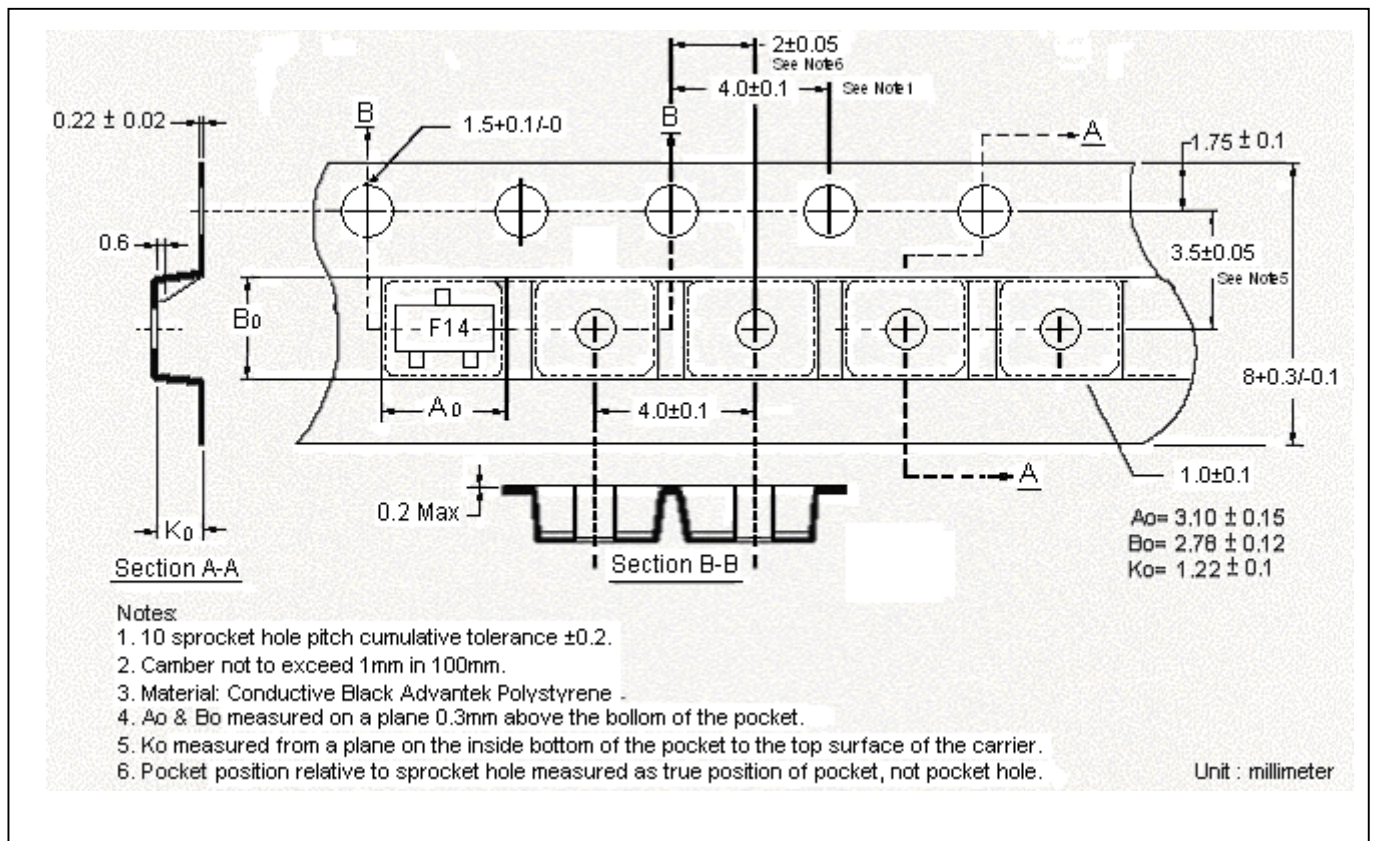 2±0.05
See Note6
4.0±0.1
See Note1
B
B
1.5+0.1/-0
0.22 ± 0.02
A
1.75 ± 0.1
0.6
3.5±0.05
See Note5
B0
F14
8+0.3/-0.1
A0
4.0±0.1
A
1.0±0.1
0.2 Max
K0
Ao= 3.10 ± 0.15
Bo= 2.78 ± 0.12
Ko= 1.22 ± 0.1
Section A-A
Section B-B
Notes:
1. 10 sprocket hole pitch cumulative tolerance ±0.2.
2. Camber not to exceed 1mm in 100mm.
3. Material: Conductive Black Advantek Polystyrene .
4. Ao & Bo measured on a plane 0.3mm above the bollom of the pocket.
5. Ko measured from a plane on the inside bottom of the pocket to the top surface of the carrier.
6. Pocket position relative to sprocket hole measured as true position of pocket, not pocket hole.
Unit : millimeter